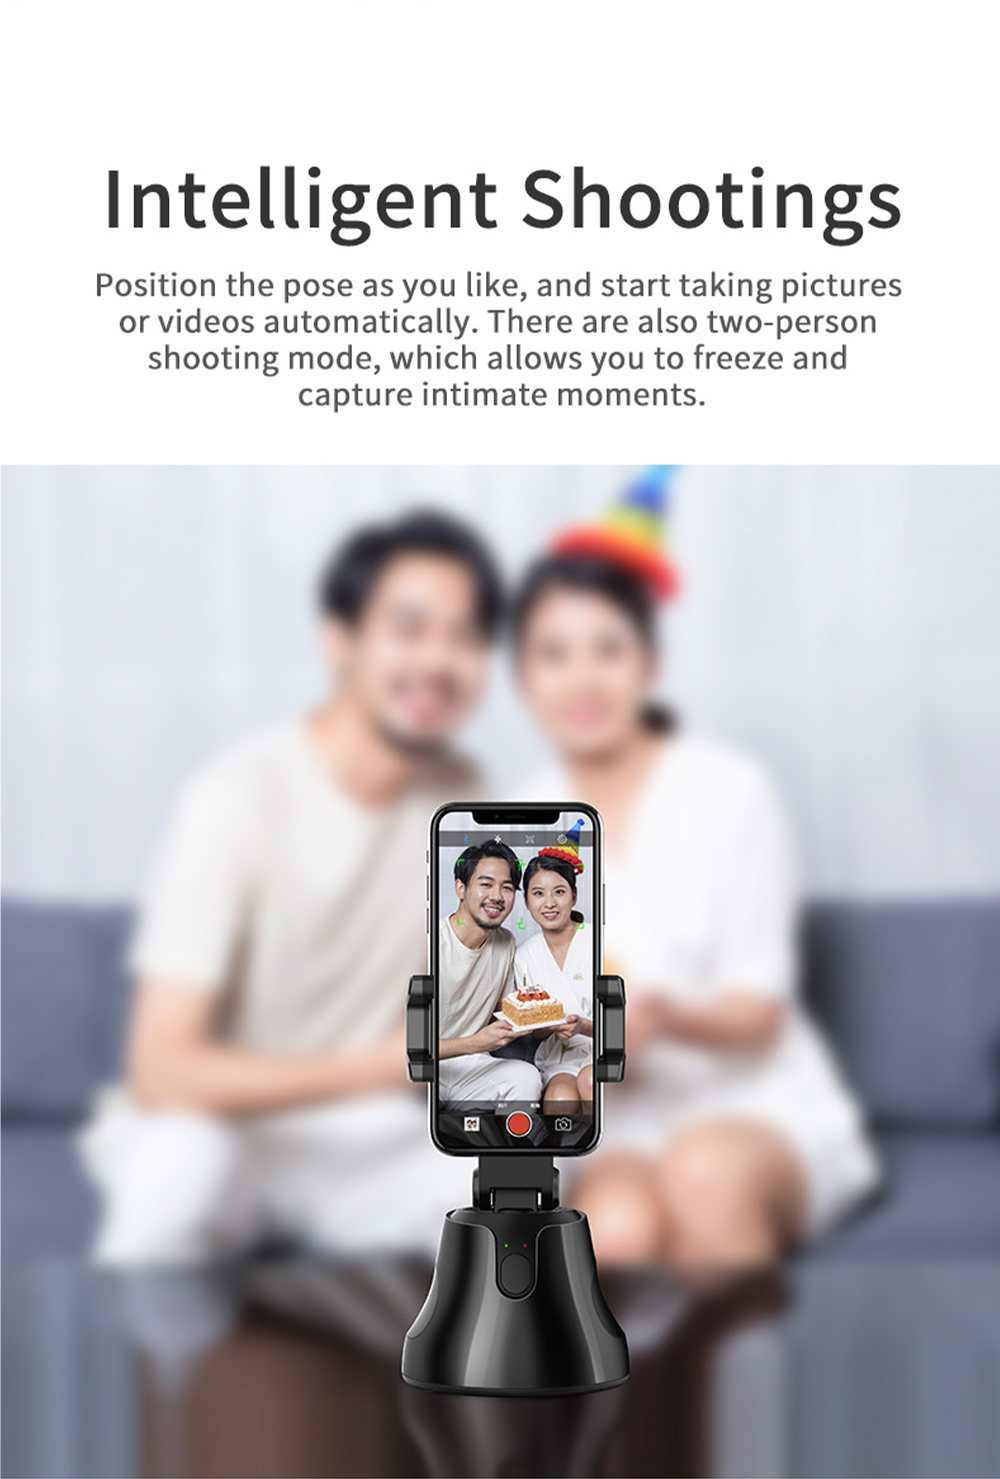 Intelligent Shootings
Position the pose as you like, and start taking pictures
or videos automatically. There are also two-person
shooting mode, which allows you to freeze and
capture intimate moments.